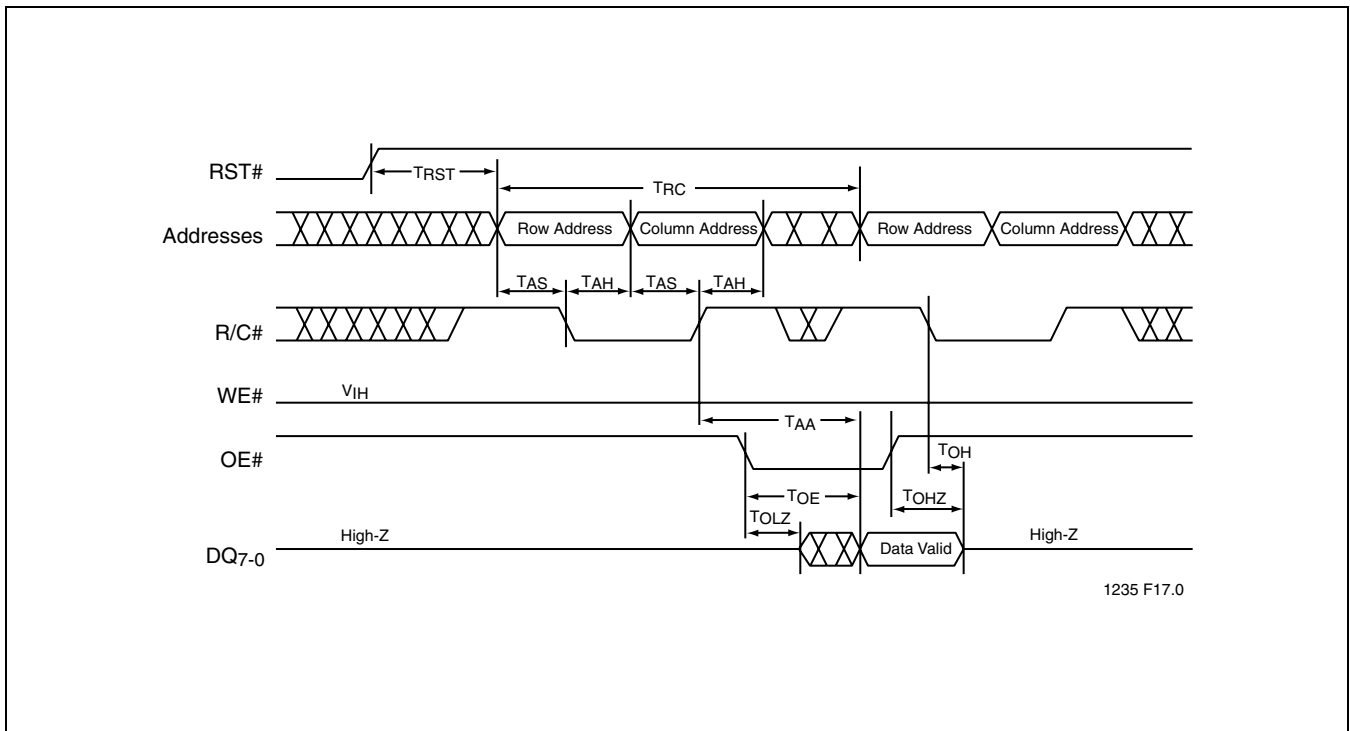 RST#
TRST
TRC
Addresses
Row Address
Column Address
Row Address
Column Address
TAS
TAH
TAS
TAH
R/C#
WE#
VIH
TAA
OE#
TOH
TOE
TOHZ
TOLZ
DQ7-0
High-Z
Data Valid
High-Z
1235 F17.0